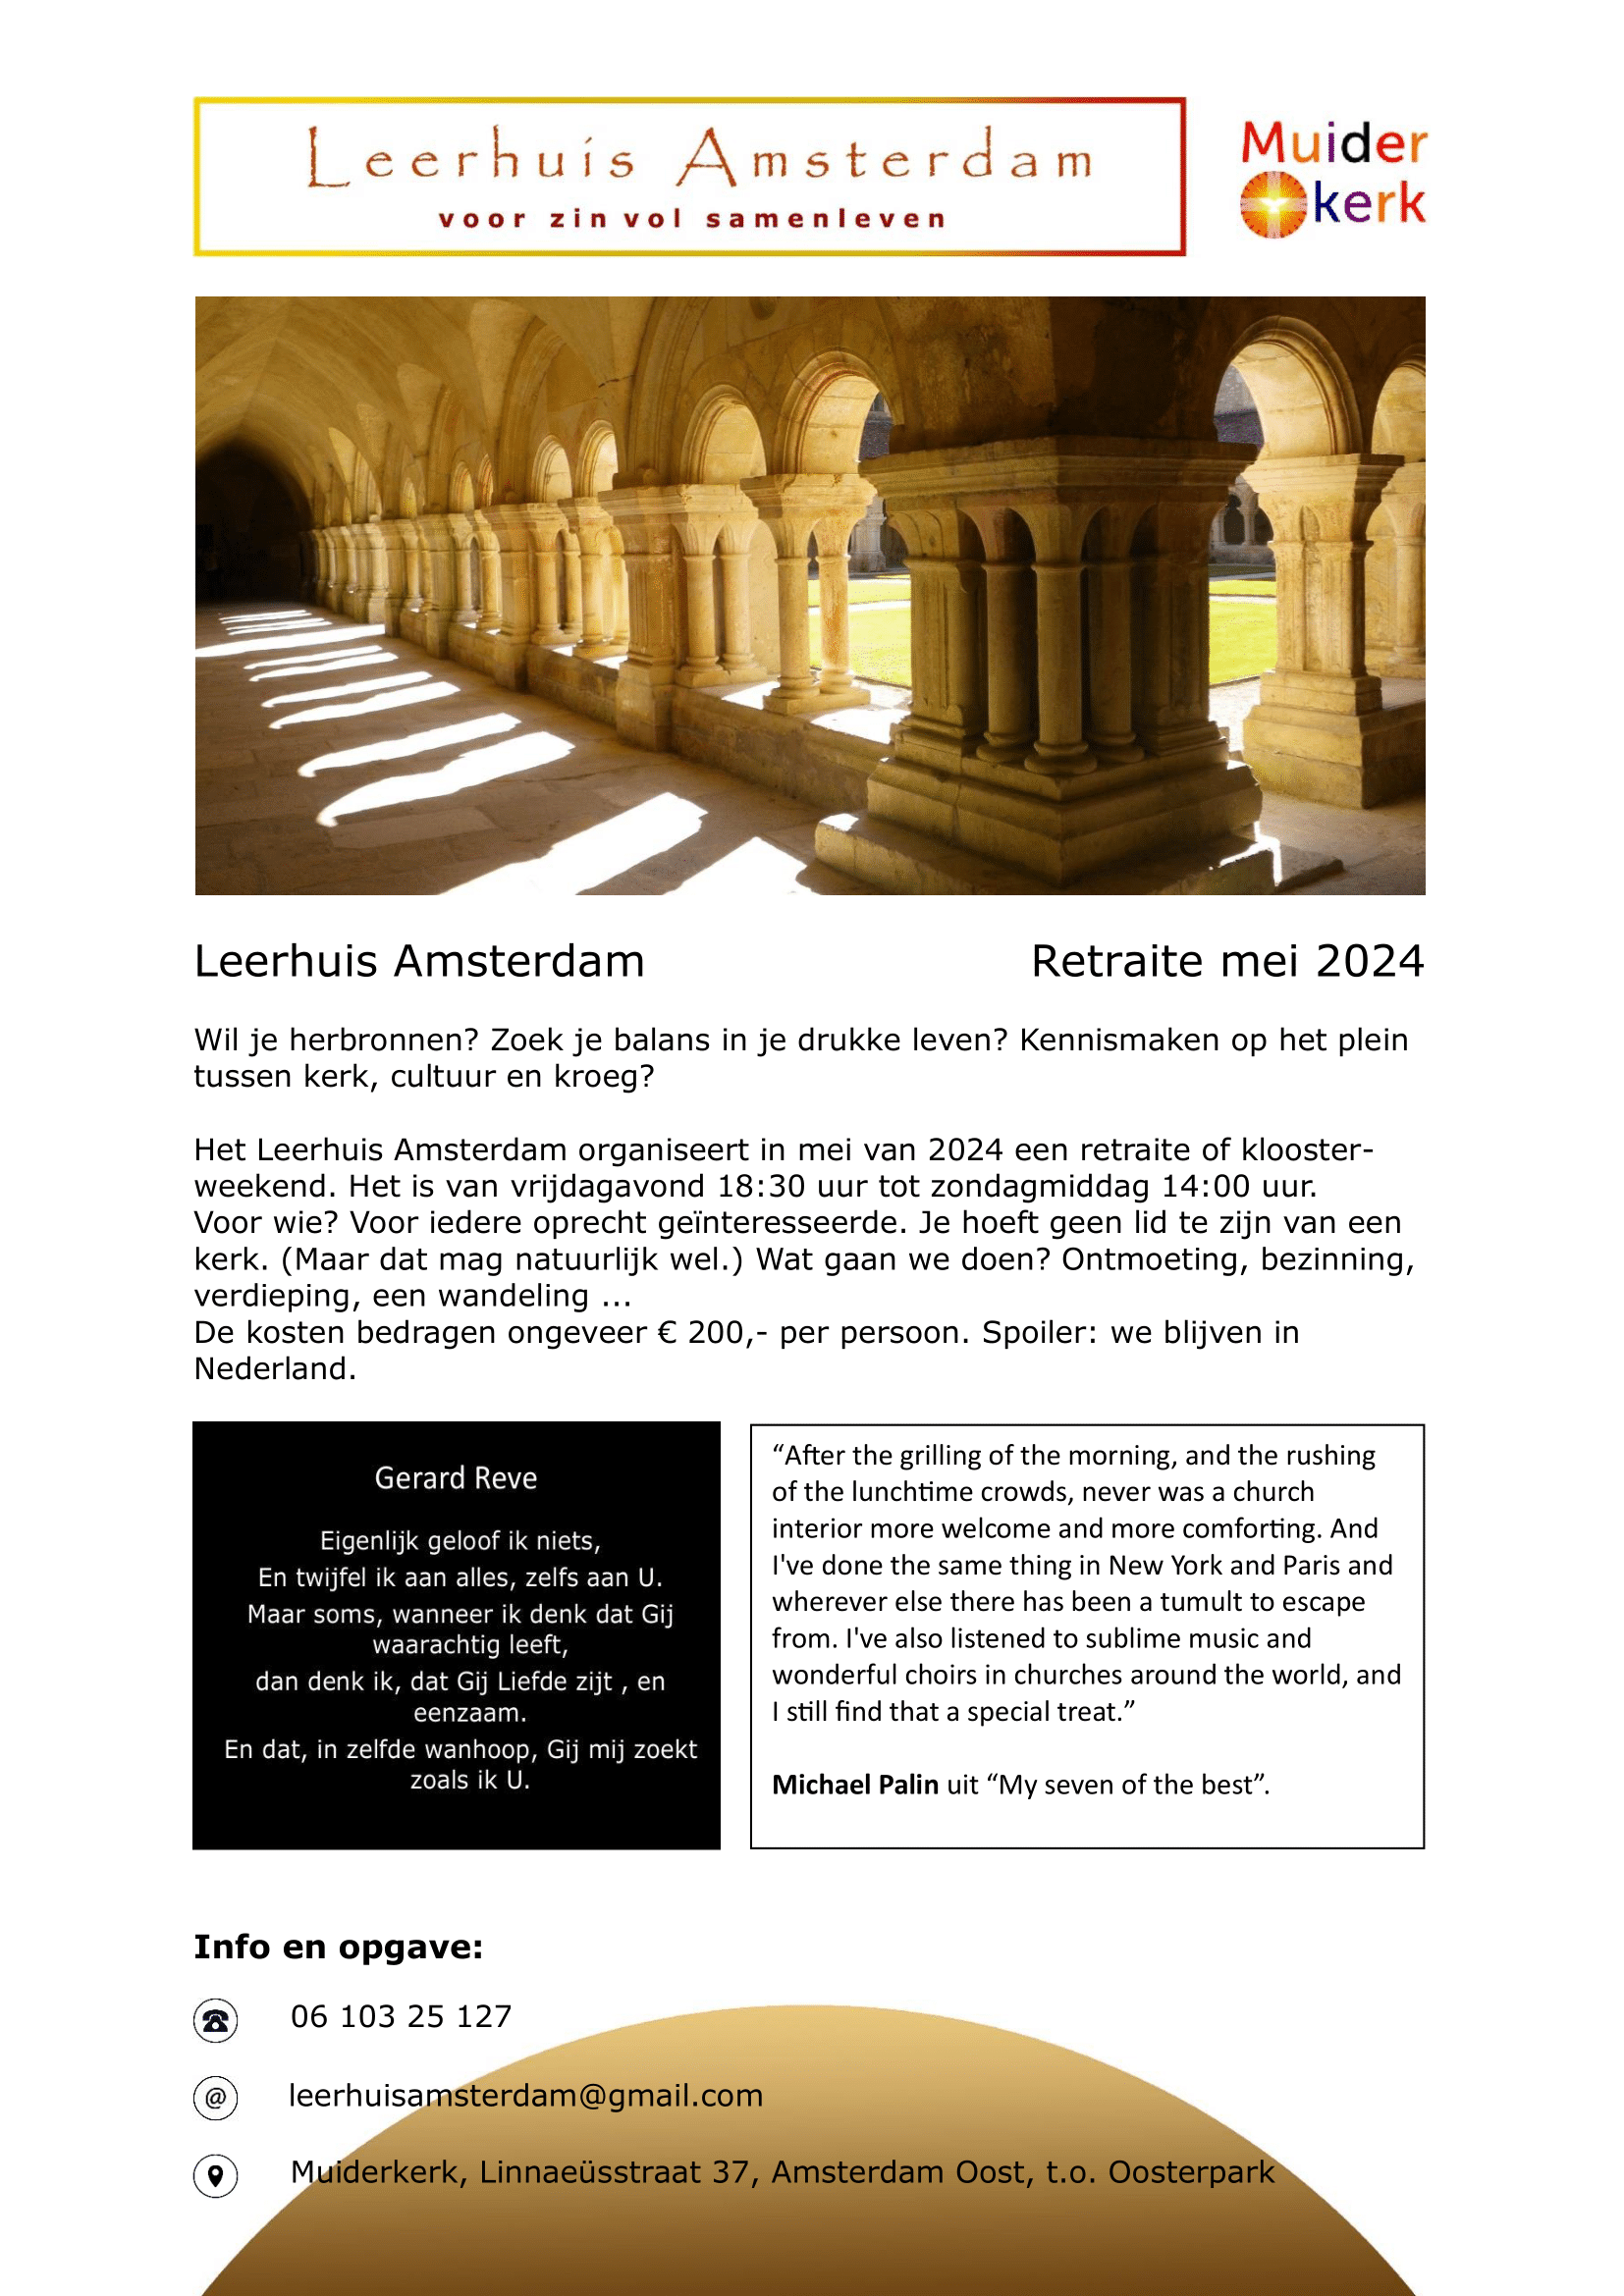 Leerhuis Amsterdam
voor zin vol samenleven
Muider
kerk
Leerhuis Amsterdam Retraite mei 2024
Wil je herbronnen? Zoek je balans in je drukke leven? Kennismaken op het plein
tussen kerk, cultuur en kroeg?
Het Leerhuis Amsterdam organiseert in mei van 2024 een retraite of klooster-
weekend. Het is van vrijdagavond 18:30 uur tot zondagmiddag 14:00 uur.
Voor wie? Voor iedere oprecht geïnteresseerde. Je hoeft geen lid te zijn van een
kerk. (Maar dat mag natuurlijk wel.) Wat gaan we doen? Ontmoeting, bezinning,
verdieping, een wandeling ...
De kosten bedragen ongeveer € 200,- per persoon. Spoiler: we blijven in
Nederland.
Gerard Reve
Eigenlijk geloof ik niets,
En twijfel ik aan alles, zelfs aan U.
Maar soms, wanneer ik denk dat Gij
waarachtig leeft,
dan denk ik, dat Gij Liefde zijt , en
eenzaam.
En dat, in zelfde wanhoop, Gij mij zoekt
zoals ik U.
“After the grilling of the morning, and the rushing
of the lunchtime crowds, never was a church
interior more welcome and more comforting. And
I've done the same thing in New York and Paris and
wherever else there has been a tumult to escape
from. I've also listened to sublime music and
wonderful choirs in churches around the world, and
I still find that a special treat.”
Michael Palin uit “My seven of the best”.
Info en opgave:
06 103 25 127
@ leerhuisamsterdam@gmail.com
Muiderkerk, Linnaeüsstraat 37, Amsterdam Oost, t.o. Oosterpark